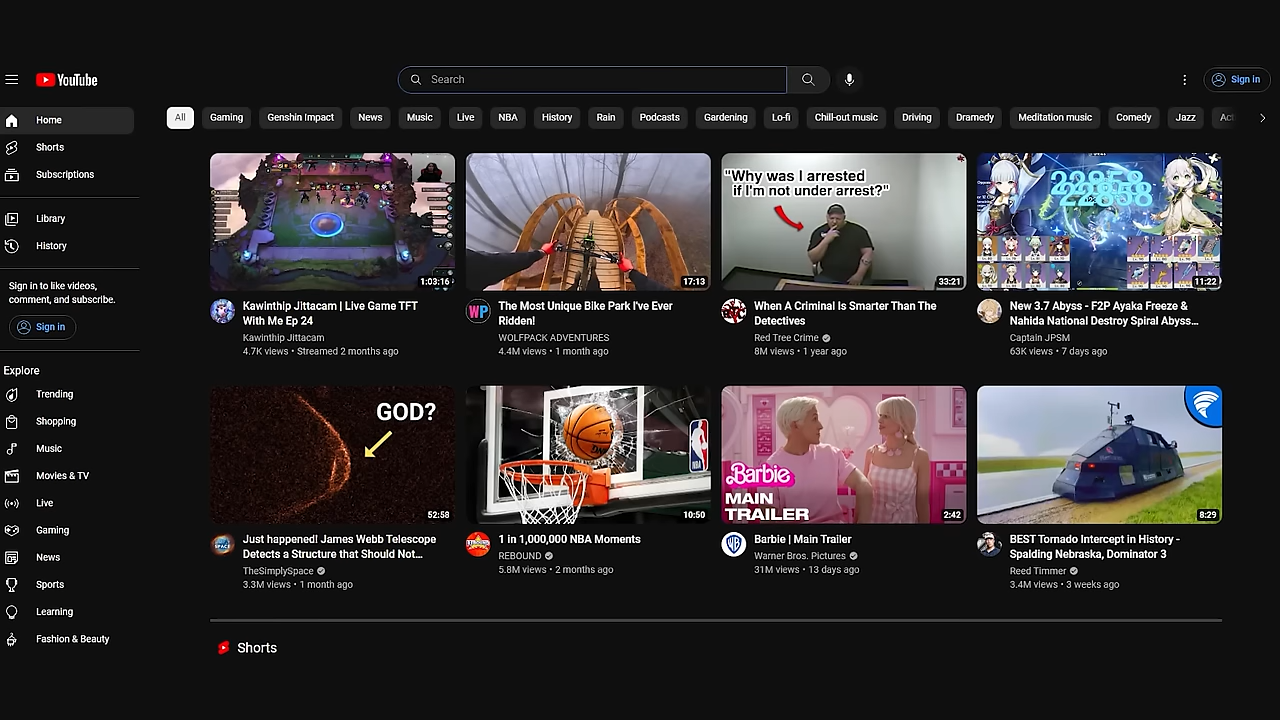 YouTube
Search
Sign in
Home
Shorts
Subscriptions
Library
History
Sign in to like videos,
comment, and subscribe.
Sign in
Explore
Trending
Shopping
Music
Movies & TV
Live
Gaming
News
Sports
Learning
Fashion & Beauty
All
Gaming
Genshin Impact
News
Music
Live
NBA
History
Rain
Podcasts
Gardening
Lo-fi
Chill-out music
Driving
Dramedy
Meditation music
Comedy
Jazz
1:03:16
Kawinthip Jittacam | Live Game TFT
With Me Ep 24
Kawinthip Jittacam
4.7K views • Streamed 2 months ago
17:13
WP
The Most Unique Bike Park I've Ever
Ridden!
WOLFPACK ADVENTURES
4.4M views • 1 month ago
"Why was I arrested
if I'm not under arrest?"
33:21
When A Criminal Is Smarter Than The
Detectives
Red Tree Crime
8M views • 1 year ago
22858
22858
11:22
New 3.7 Abyss - F2P Ayaka Freeze &
Nahida National Destroy Spiral Abyss...
Captain JPSM
63K views • 7 days ago
GOD?
52:58
Just happened! James Webb Telescope
Detects a Structure that Should Not...
TheSimplySpace
3.3M views • 1 month ago
NBA
10:50
1 in 1,000,000 NBA Moments
REBOUND
5.8M views • 2 months ago
Barbie
MAIN
TRAILER
2:42
Barbie | Main Trailer
Warner Bros. Pictures
31M views • 13 days ago
8:29
BEST Tornado Intercept in History -
Spalding Nebraska, Dominator 3
Reed Timmer
3.4M views • 3 weeks ago
Shorts